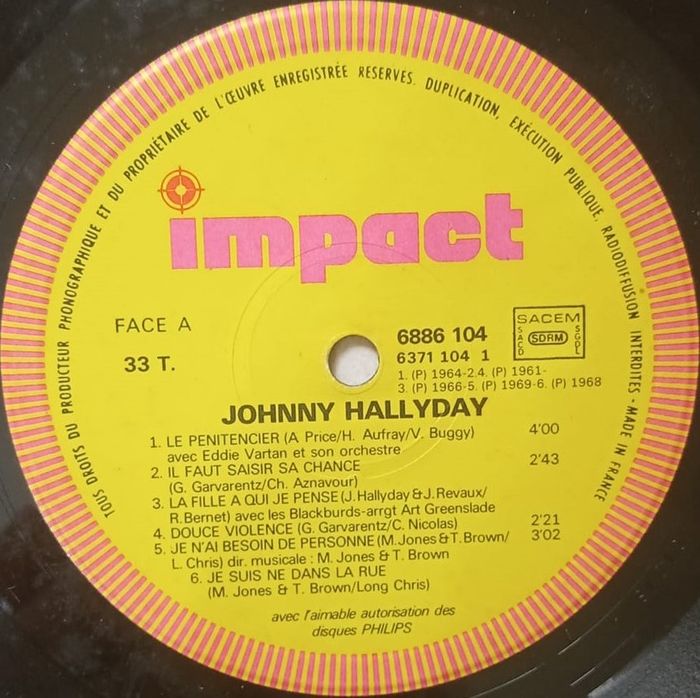 TOUS DROITS DU PRODUCTEUR PHONOGRAPHIQUE ET DU PROPRIÉTAIRE DE L'ŒUVRE ENREGISTRÉE RESERVES. DUPLICATION, EXÉCUTION PUBLIQUE, RADIODIFFUSION INTERDITES - MADE IN FRANCE
impact
FACE A
33 T.
6886 104
6371 104 1
SACEM
SACD
SDRM
SGDL
1. (P) 1964-2.4. (P) 1961-
3. (P) 1966-5. (P) 1969-6. (P) 1968
JOHNNY HALLYDAY
1. LE PENITENCIER (A Price/H. Aufray/V. Buggy) 4'00
avec Eddie Vartan et son orchestre
2. IL FAUT SAISIR SA CHANCE 2'43
(G. Garvarentz/Ch. Aznavour)
3. LA FILLE A QUI JE PENSE (J. Hallyday & J. Revaux/
R. Bernet) avec les Blackburds-arrgt Art Greenslade
4. DOUCE VIOLENCE (G. Garvarentz/C. Nicolas) 2'21
5. JE N'AI BESOIN DE PERSONNE (M. Jones & T. Brown/ 3'02
L. Chris) dir. musicale : M. Jones & T. Brown
6. JE SUIS NE DANS LA RUE
(M. Jones & T. Brown/Long Chris)
avec l'aimable autorisation des
disques PHILIPS